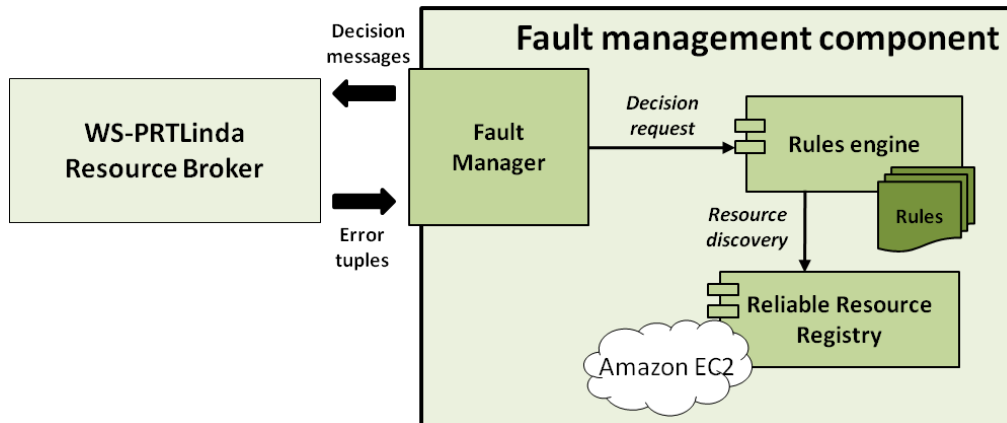 Fault management component
Decision
messages
WS-PRTLinda
Resource Broker
Error
tuples
Fault
Manager
Decision
request
Rules engine
Rules
Resource
discovery
Reliable Resource
Registry
Amazon EC2